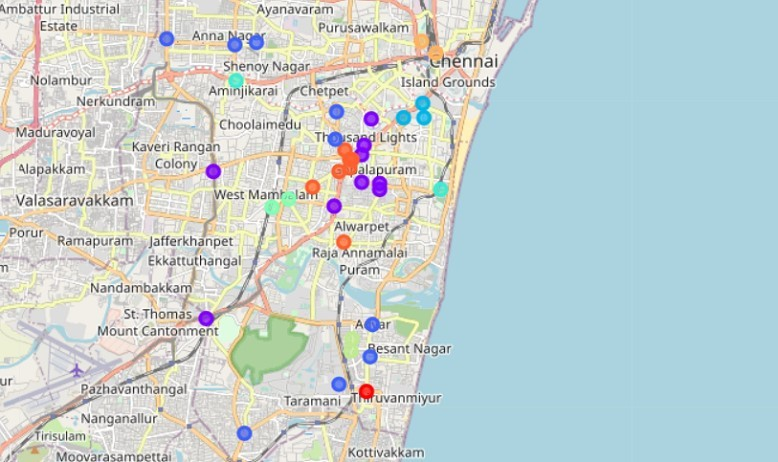 Ambattur Industrial
Estate
Ayanavaram
Anna Nagar
Purusawalkam
Shenoy Nagar
Chennai
Nolambur
Aminjikarai
Chetpet
Island Grounds
Nerkundram
Choolaimedu
Maduravoyal
Thousand Lights
Kaveri Rangan
Colony
Alapakkam
palapuram
Valasaravakkam
West Mambalam
Alwarpet
Porur
Ramapuram
Jafferkhanpet
Ekkattuthangal
Raja Annamalai
Puram
Nandambakkam
St. Thomas
Mount Cantonment
Besant Nagar
Pazhavanthangal
Taramani
Thiruvanmiyur
Nanganallur
Tirisulam
Moovarasampettai
Kottivakkam